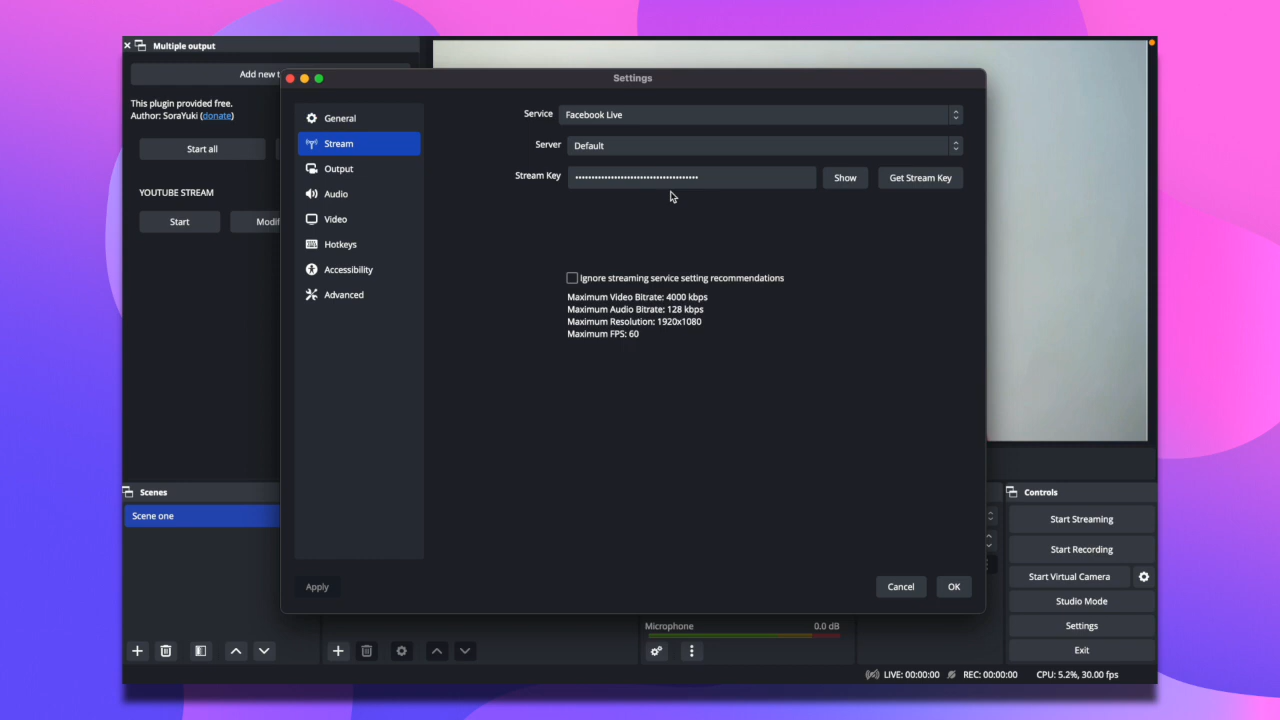 Multiple output
Add new t
This plugin provided free.
Author: SoraYuki (donate)
Start all
YOUTUBE STREAM
Start
Modif
Settings
General
Stream
Output
Audio
Video
Hotkeys
Accessibility
Advanced
Service
Facebook Live
Server
Default
Stream Key
••••••••••••••••••••••••••••••••••••••
Show
Get Stream Key
Ignore streaming service setting recommendations
Maximum Video Bitrate: 4000 kbps
Maximum Audio Bitrate: 128 kbps
Maximum Resolution: 1920x1080
Maximum FPS: 60
Apply
Cancel
OK
Scenes
Scene one
Microphone
0.0 dB
Controls
Start Streaming
Start Recording
Start Virtual Camera
Studio Mode
Settings
Exit
LIVE: 00:00:00
REC: 00:00:00
CPU: 5.2%, 30.00 fps